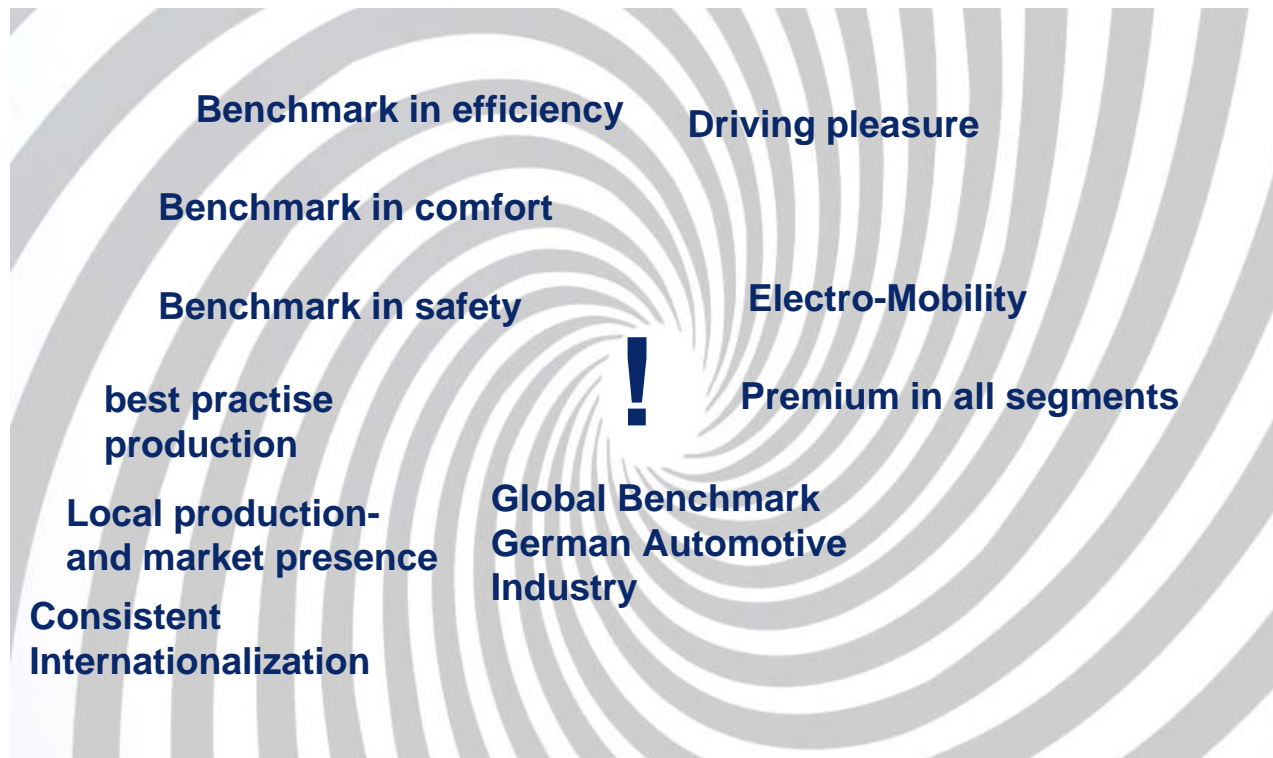 Benchmark in efficiency
Driving pleasure
Benchmark in comfort
Benchmark in safety
Electro-Mobility
!
best practise
production
Premium in all segments
Local production-
and market presence
Global Benchmark
German Automotive
Industry
Consistent
Internationalization